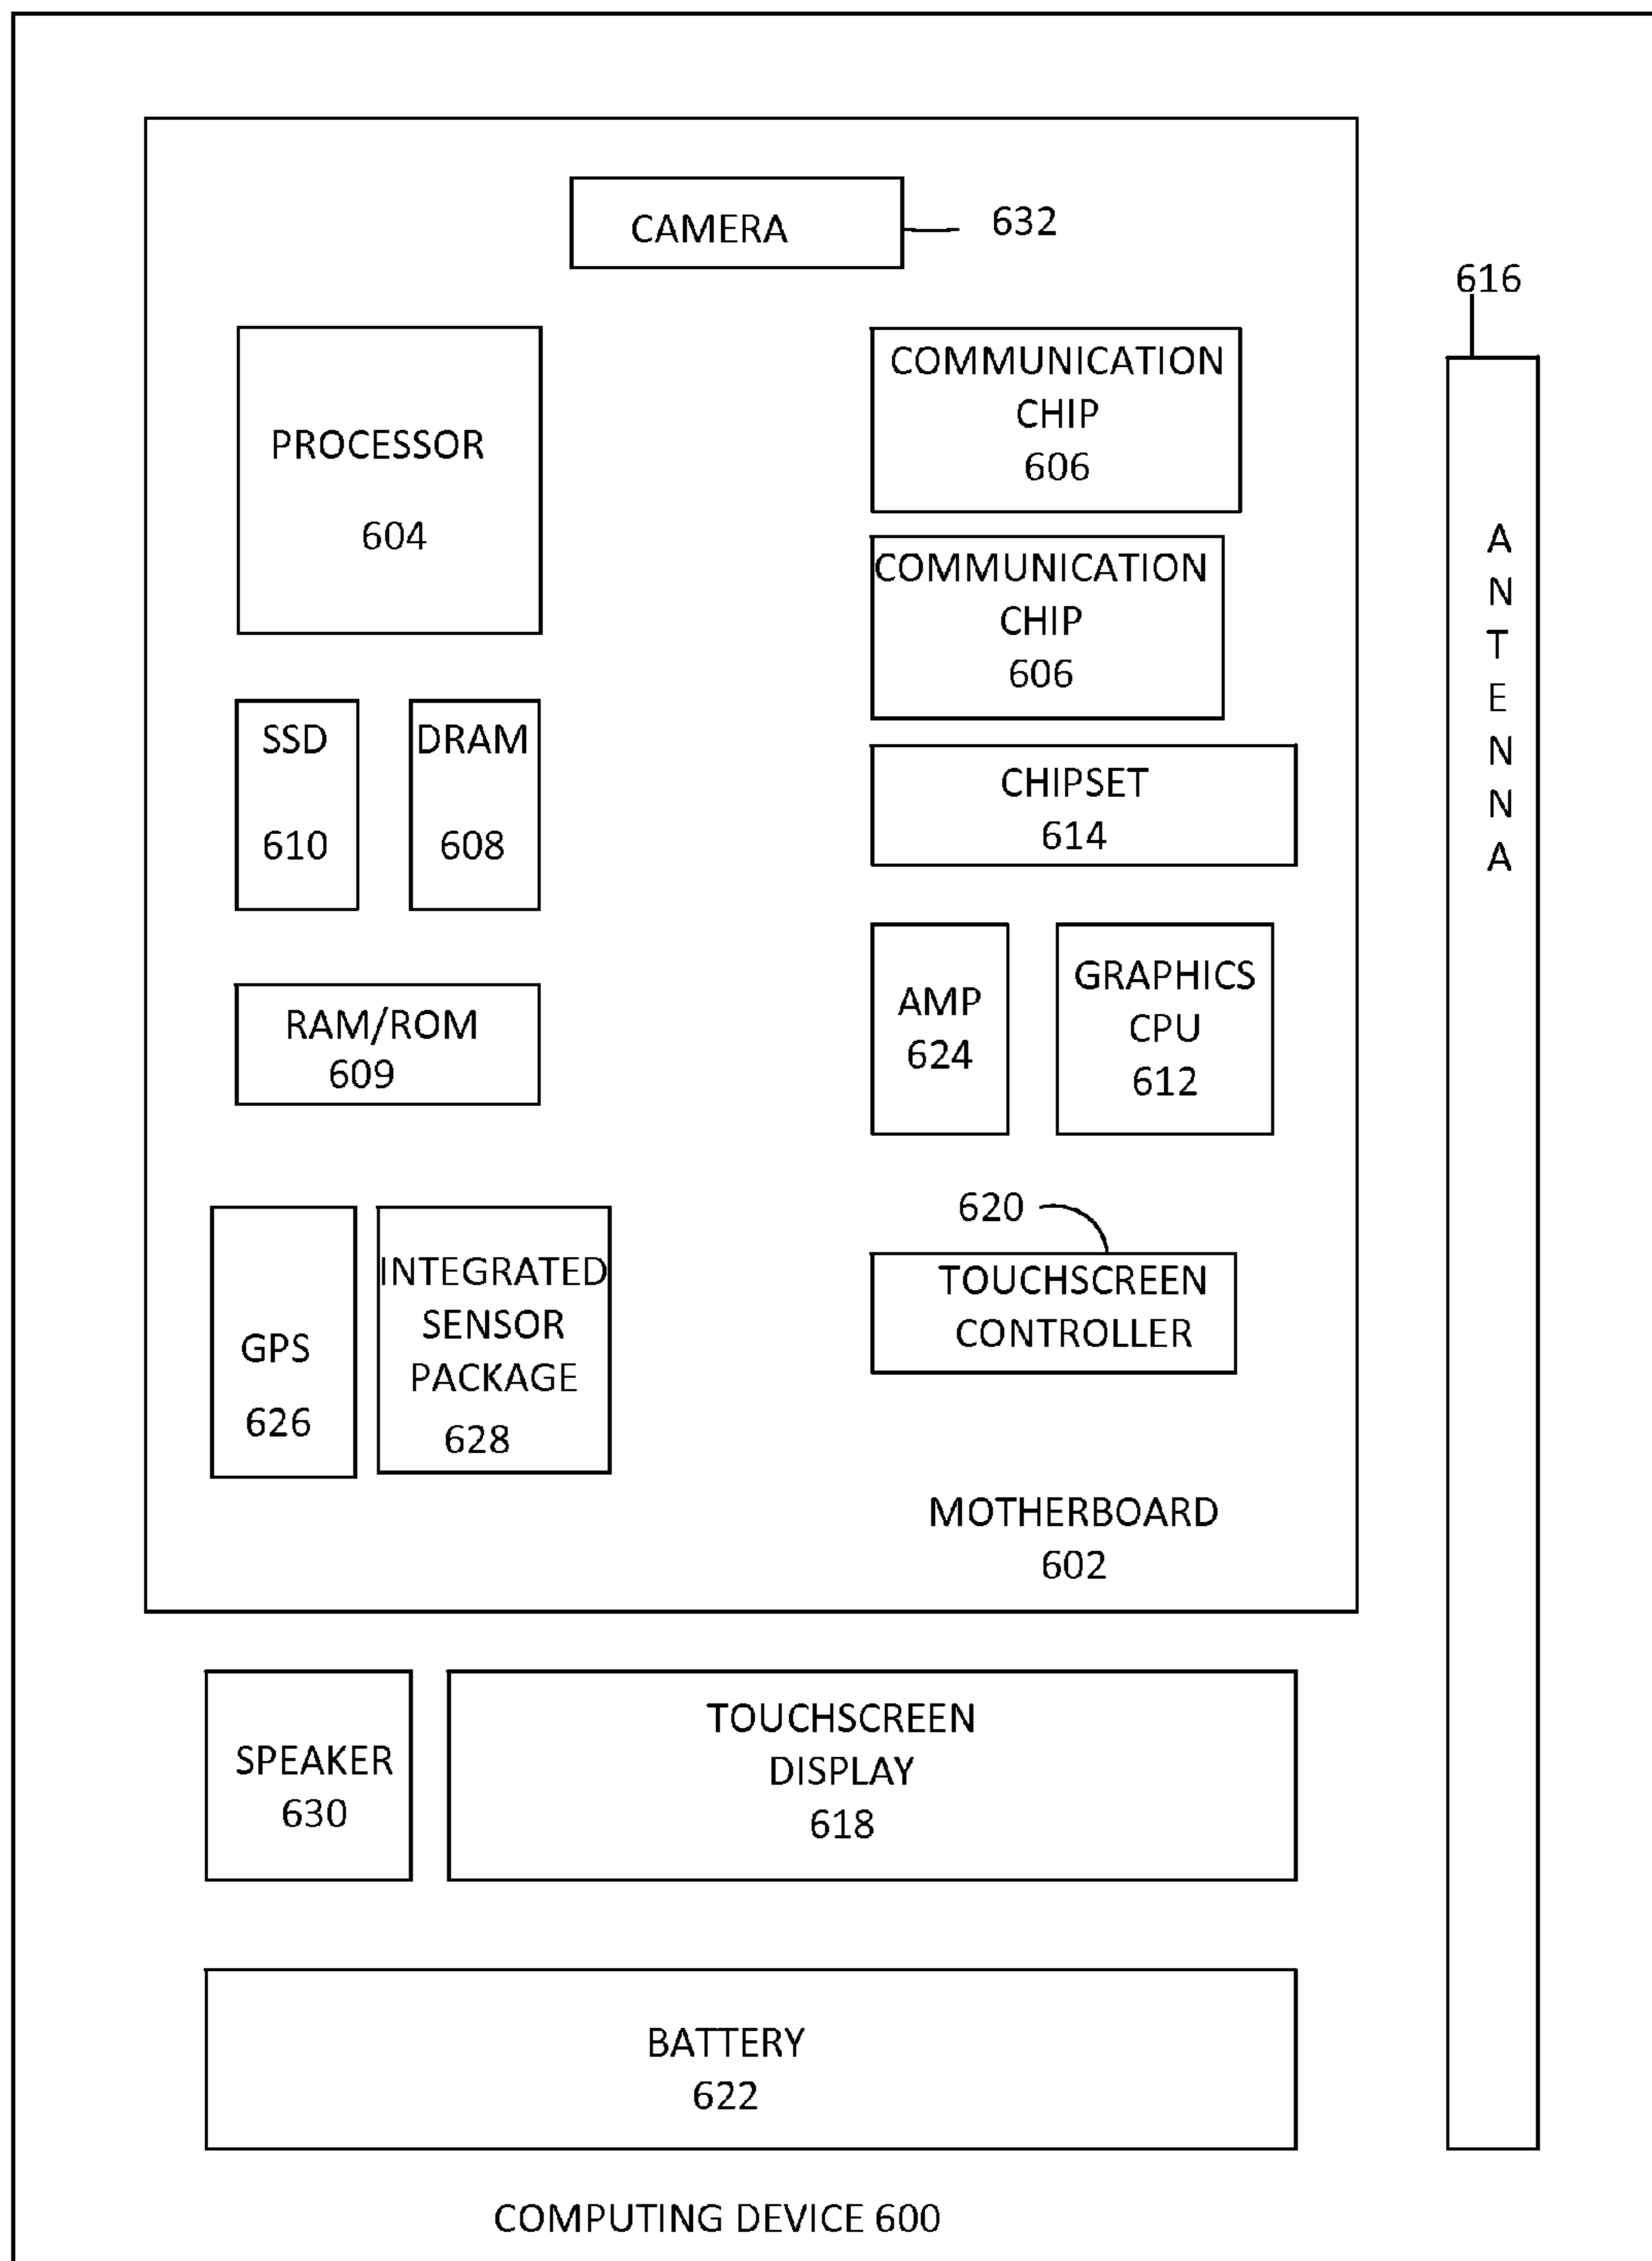 CAMERA
632
616
PROCESSOR
604
COMMUNICATION
CHIP
606
COMMUNICATION
CHIP
606
SSD
610
DRAM
608
CHIPSET
614
A
N
T
E
N
N
A
RAM/ROM
609
AMP
624
GRAPHICS
CPU
612
GPS
626
INTEGRATED
SENSOR
PACKAGE
628
620
TOUCHSCREEN
CONTROLLER
MOTHERBOARD
602
SPEAKER
630
TOUCHSCREEN
DISPLAY
618
BATTERY
622
COMPUTING DEVICE 600